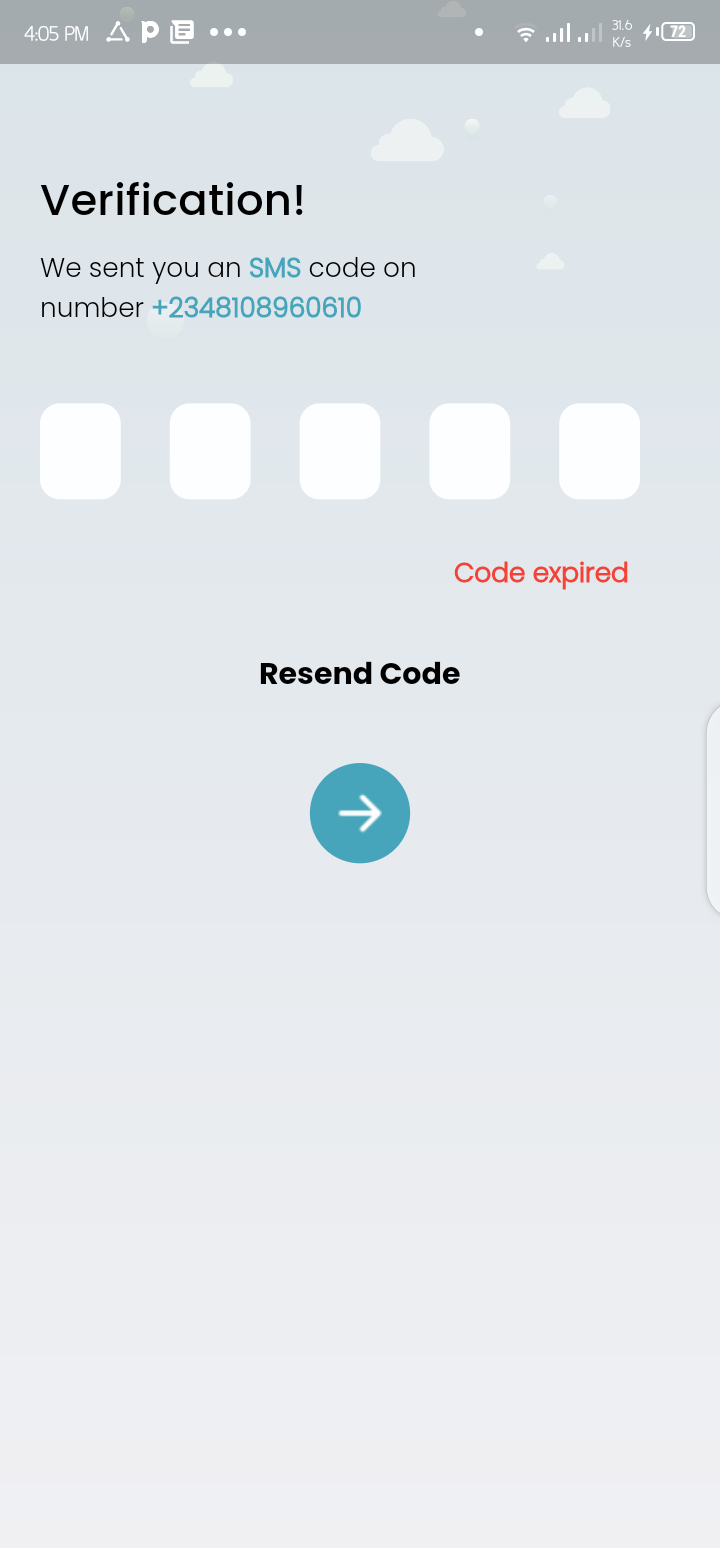 4:05 PM
31.6
K/s
72
Verification!
We sent you an SMS code on
number +2348108960610
Code expired
Resend Code